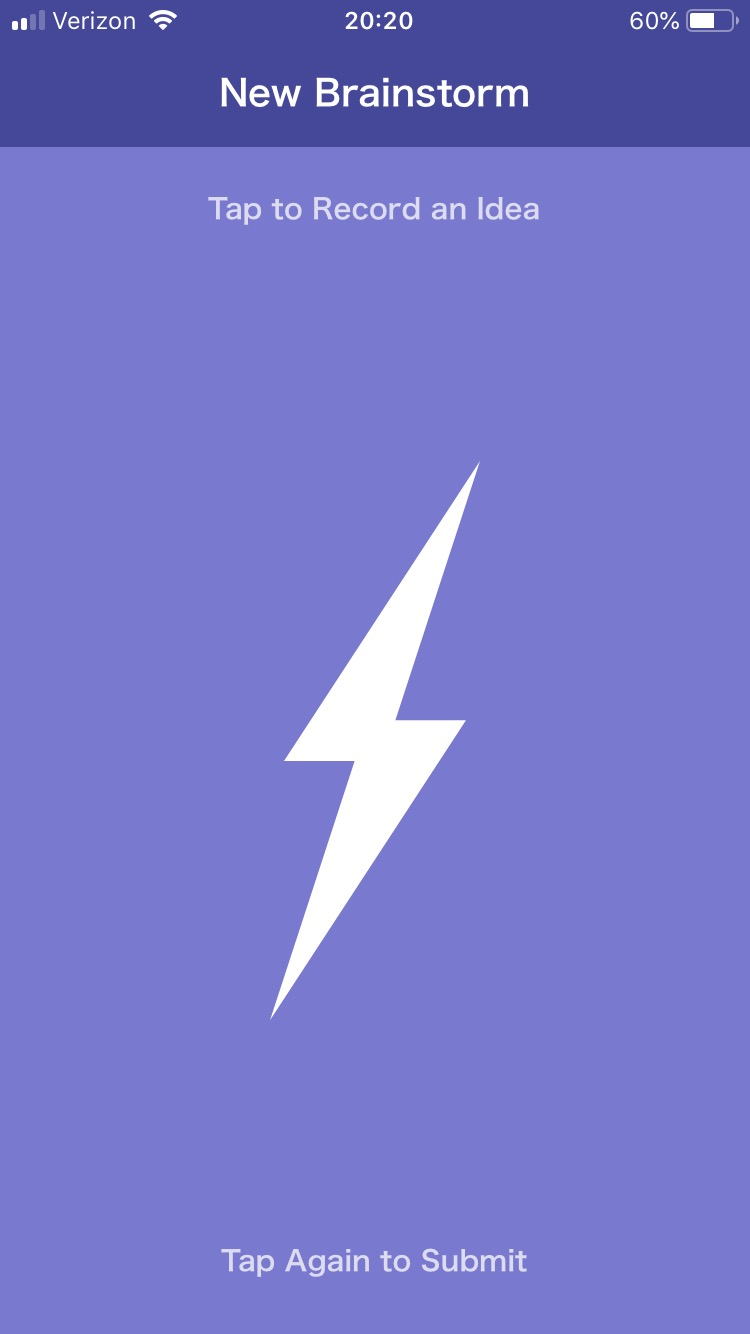 Verizon 20:20 60%
New Brainstorm
Tap to Record an Idea
Tap Again to Submit